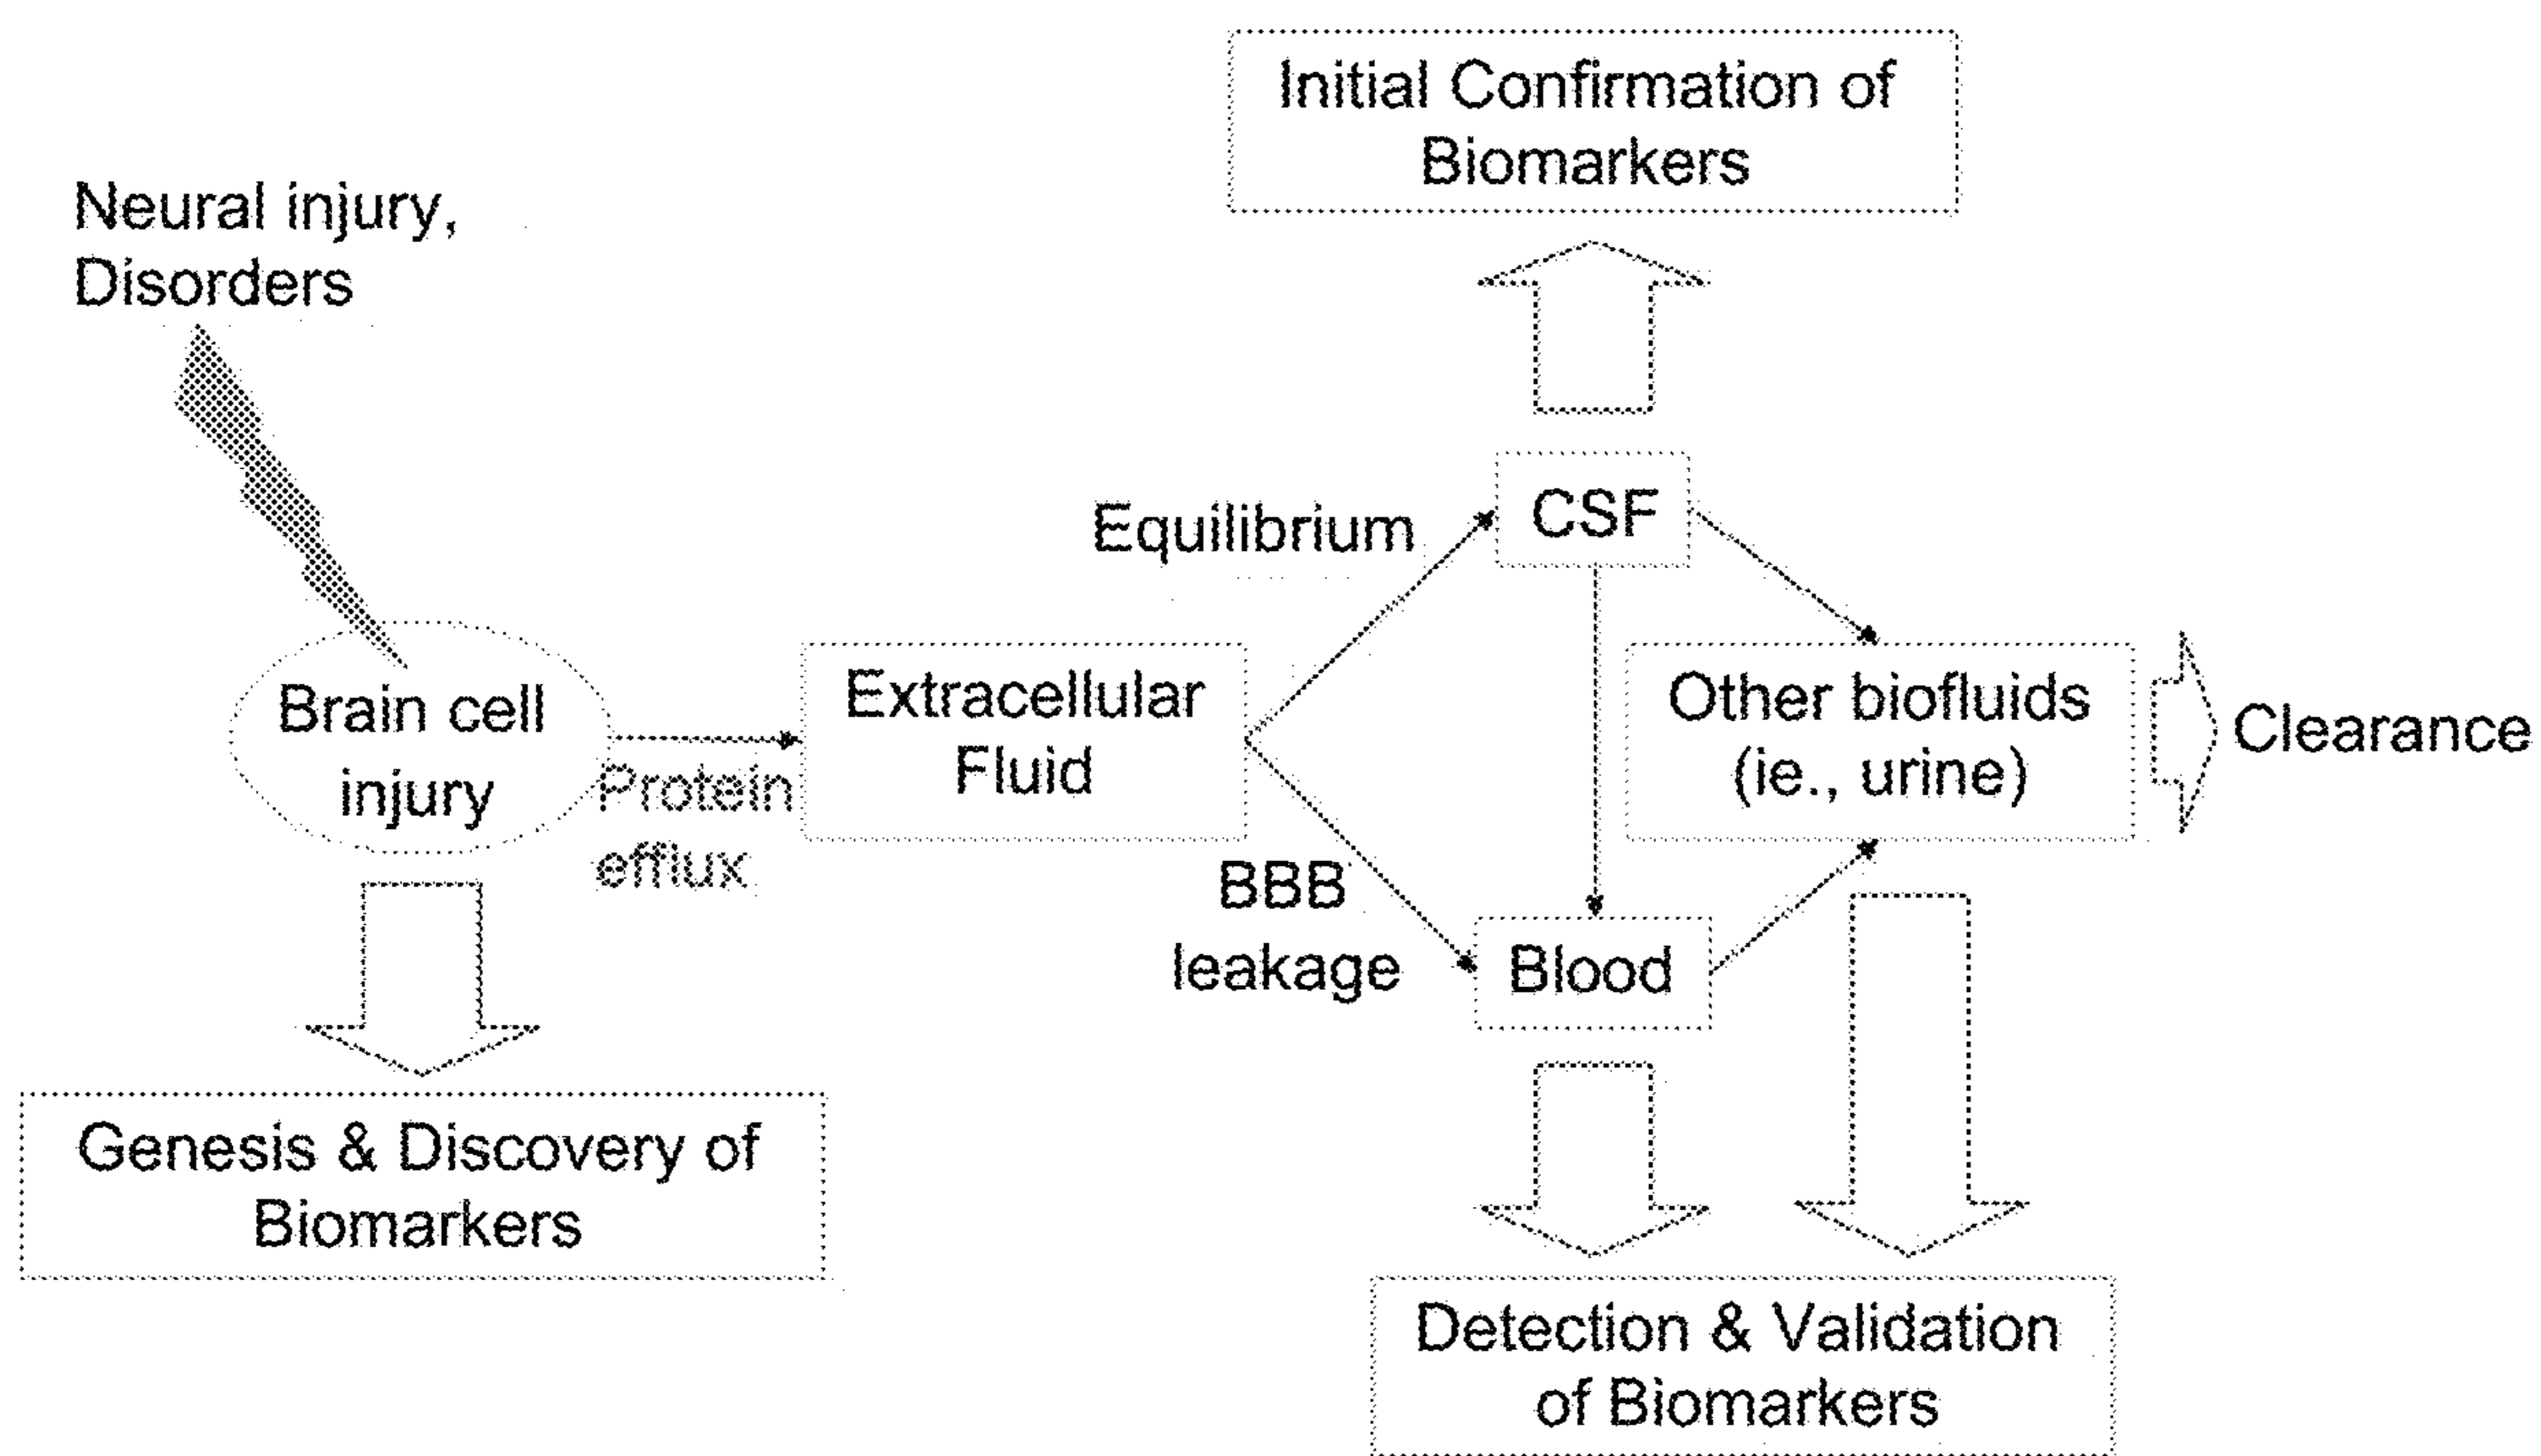 Initial Confirmation of
Biomarkers
Neural injury,
Disorders
Equilibrium
CSF
Brain cell
injury
Protein
efflux
Extracellular
Fluid
Other biofluids
(ie., urine)
Clearance
BBB
leakage
Blood
Genesis & Discovery of
Biomarkers
Detection & Validation
of Biomarkers